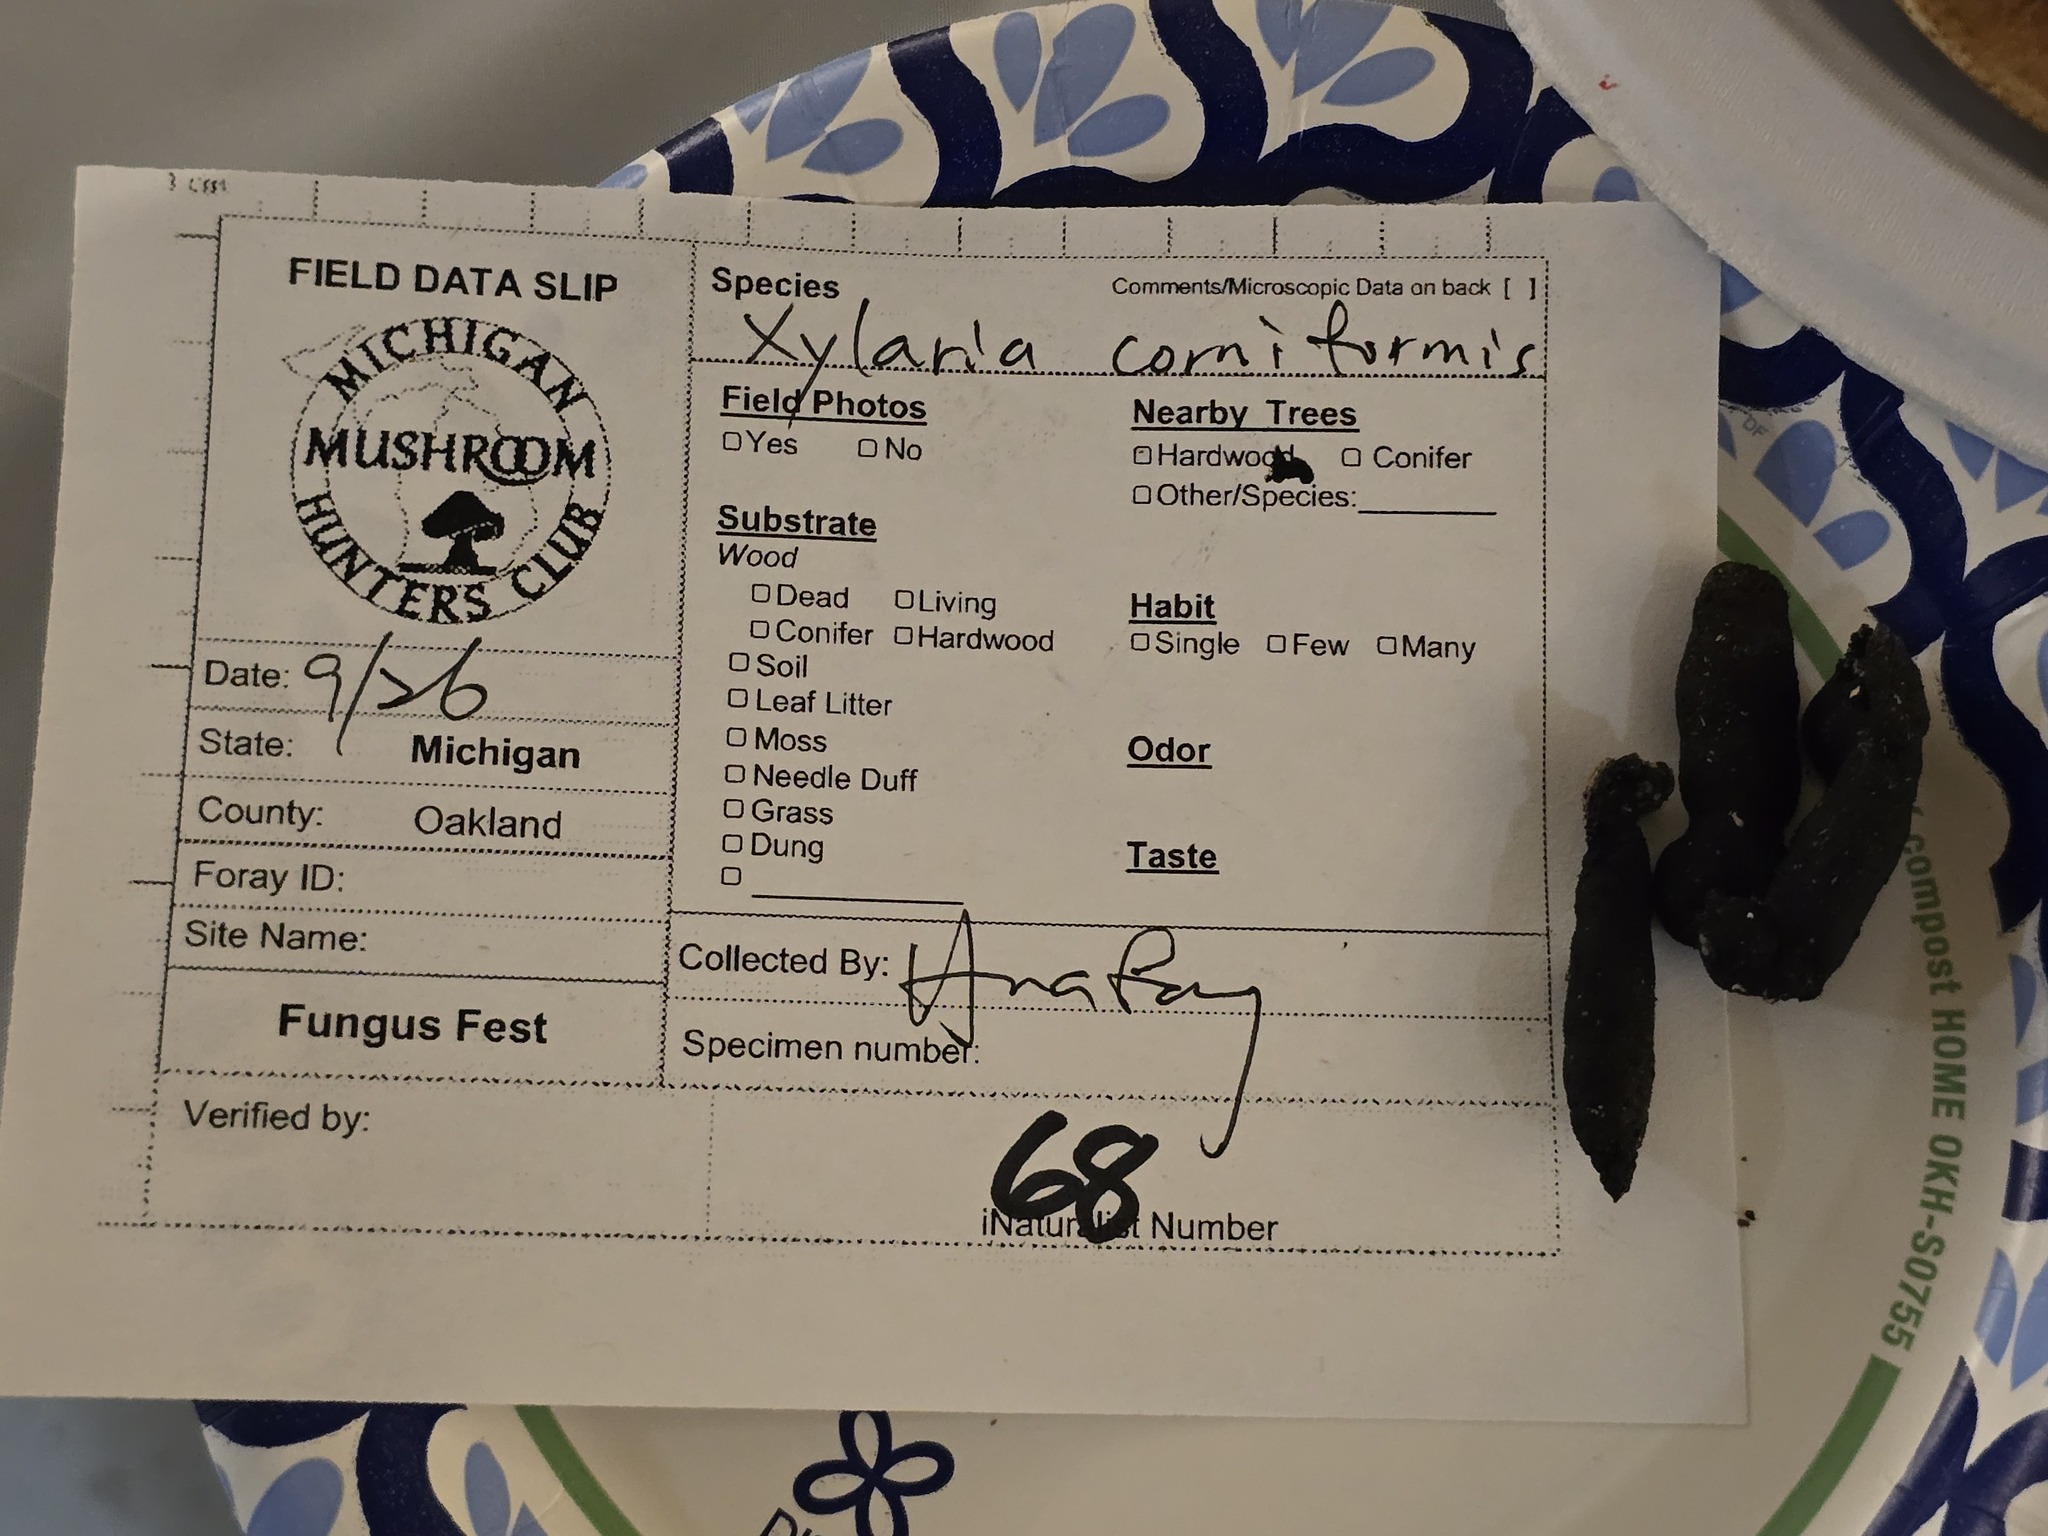 FIELD DATA SLIP
MICHIGAN
MUSHROOM
HUNTERS CLUB
Date: 9/26
State: Michigan
County: Oakland
Foray ID:
Site Name:
Fungus Fest
Verified by:
Species Comments/Microscopic Data on back [ ]
Xylaria corniformis
Field Photos
Yes No
Nearby Trees
Hardwood Conifer
Other/Species:
Substrate
Wood
Dead Living
Conifer Hardwood
Soil
Leaf Litter
Moss
Needle Duff
Grass
Dung
Habit
Single Few Many
Odor
Taste
Collected By:
Specimen number:
68
iNaturalist Number
compost HOME OKH-S0755